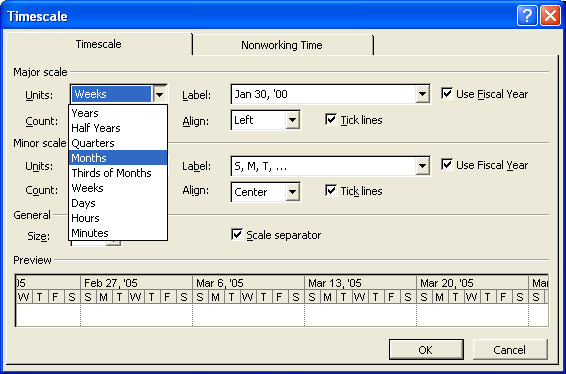 Timescale
Timescale Nonworking Time
Major scale
Units: Weeks Label: Jan 30, '00 Use Fiscal Year
Count: Align: Left Tick lines
Years
Half Years
Quarters
Months
Thirds of Months
Weeks
Days
Hours
Minutes
Minor scale
Units: Label: S, M, T, ... Use Fiscal Year
Count: Align: Center Tick lines
General
Size: Scale separator
Preview
05 Feb 27, '05 Mar 6, '05 Mar 13, '05 Mar 20, '05 Mar
W T F S S M T W T F S S M T W T F S S M T W T F S S M T W T F S S M
OK Cancel